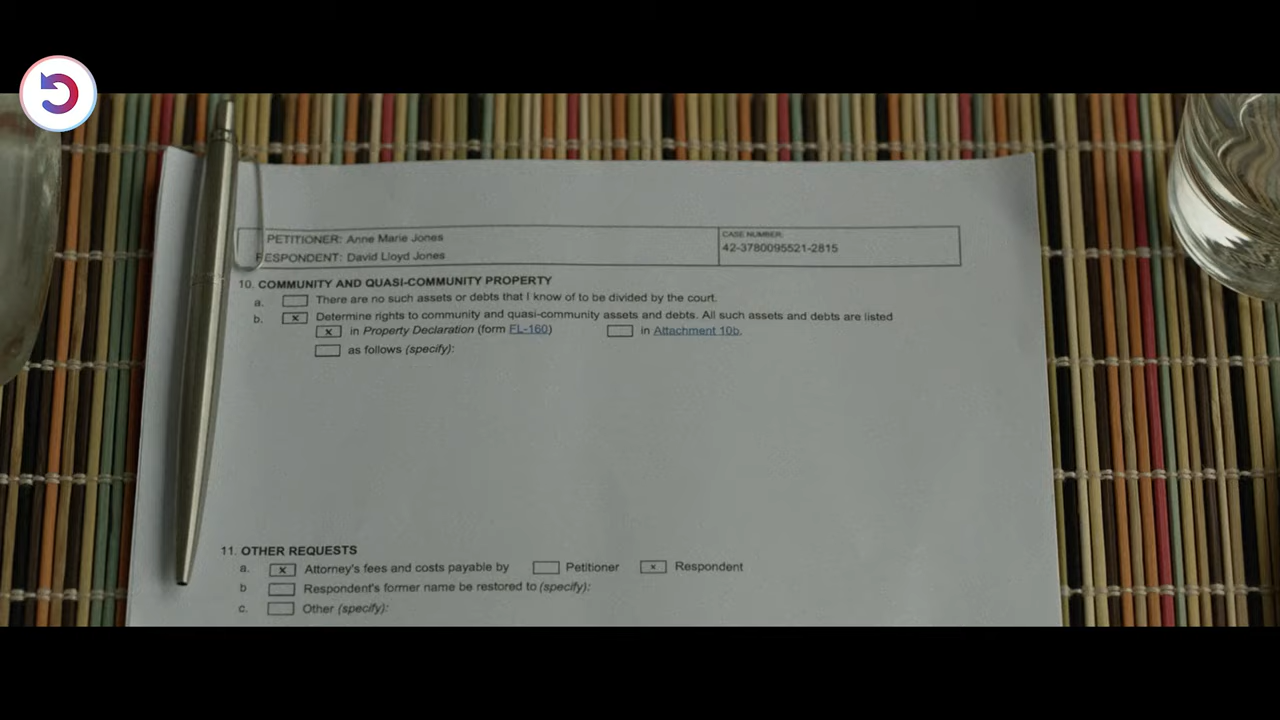 PETITIONER: Anne Marie Jones
RESPONDENT: David Lloyd Jones
CASE NUMBER:
42-3780095521-2815
10. COMMUNITY AND QUASI-COMMUNITY PROPERTY
a. There are no such assets or debts that I know of to be divided by the court.
b. x Determine rights to community and quasi-community assets and debts. All such assets and debts are listed
x in Property Declaration (form FL-160) in Attachment 10b.
as follows (specify):
11. OTHER REQUESTS
a. x Attorney's fees and costs payable by Petitioner x Respondent
b Respondent's former name be restored to (specify):
c. Other (specify):